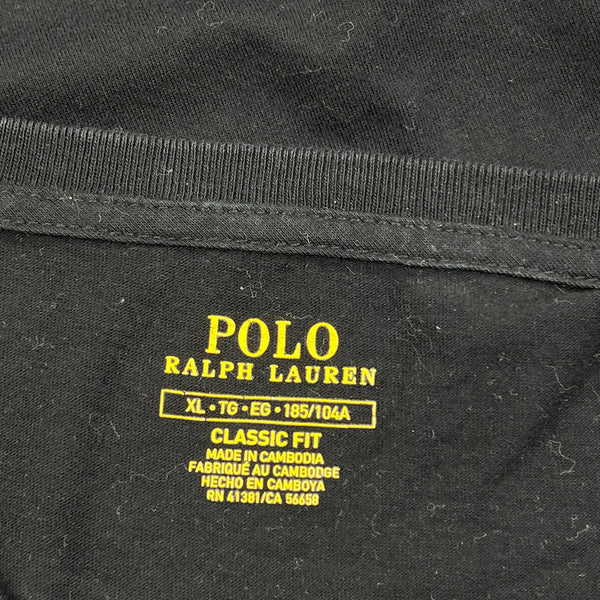 POLO
RALPH LAUREN
XL • TG • EG • 185/104A
CLASSIC FIT
MADE IN CAMBODIA
FABRIQUÉ AU CAMBODGE
HECHO EN CAMBOYA
RN 41381/CA 56658